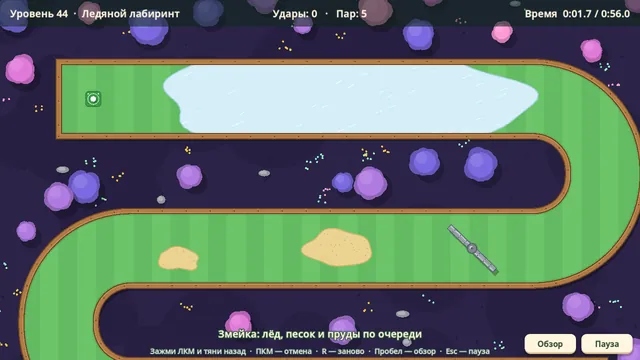 Уровень 44 · Ледяной лабиринт
Удары: 0 · Пар: 5
Время 0:01.7 / 0:56.0
Змейка: лёд, песок и пруды по очереди
Зажми ЛКМ и тяни назад · ПКМ — отмена · R — заново · Пробел — обзор · Esc — пауза
Обзор
Пауза